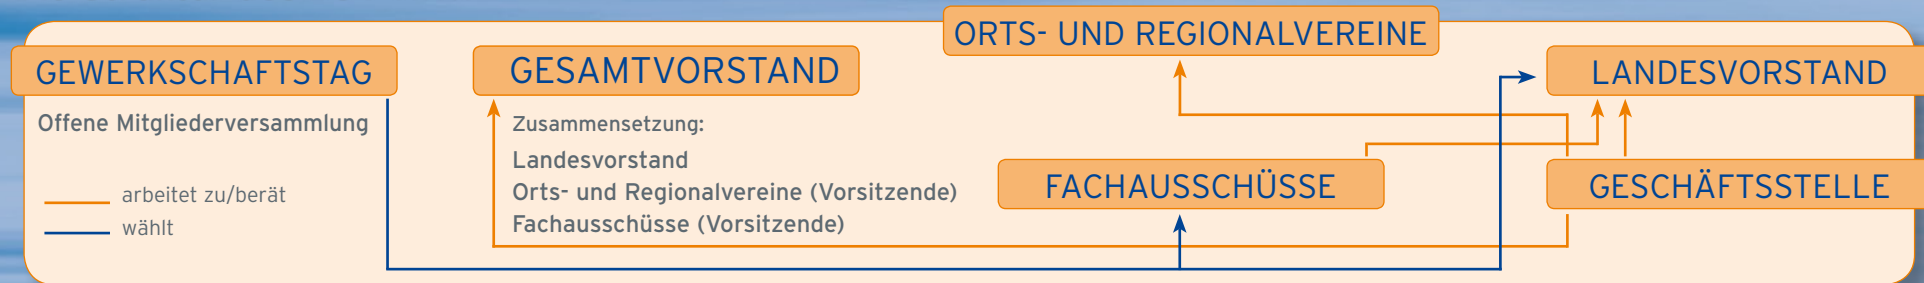 GEWERKSCHAFTSTAG
Offene Mitgliederversammlung
arbeitet zu/berät
wählt
GESAMTVORSTAND
Zusammensetzung:
Landesvorstand
Orts- und Regionalvereine (Vorsitzende)
Fachausschüsse (Vorsitzende)
ORTS- UND REGIONALVEREINE
FACHAUSSCHÜSSE
LANDESVORSTAND
GESCHÄFTSSTELLE